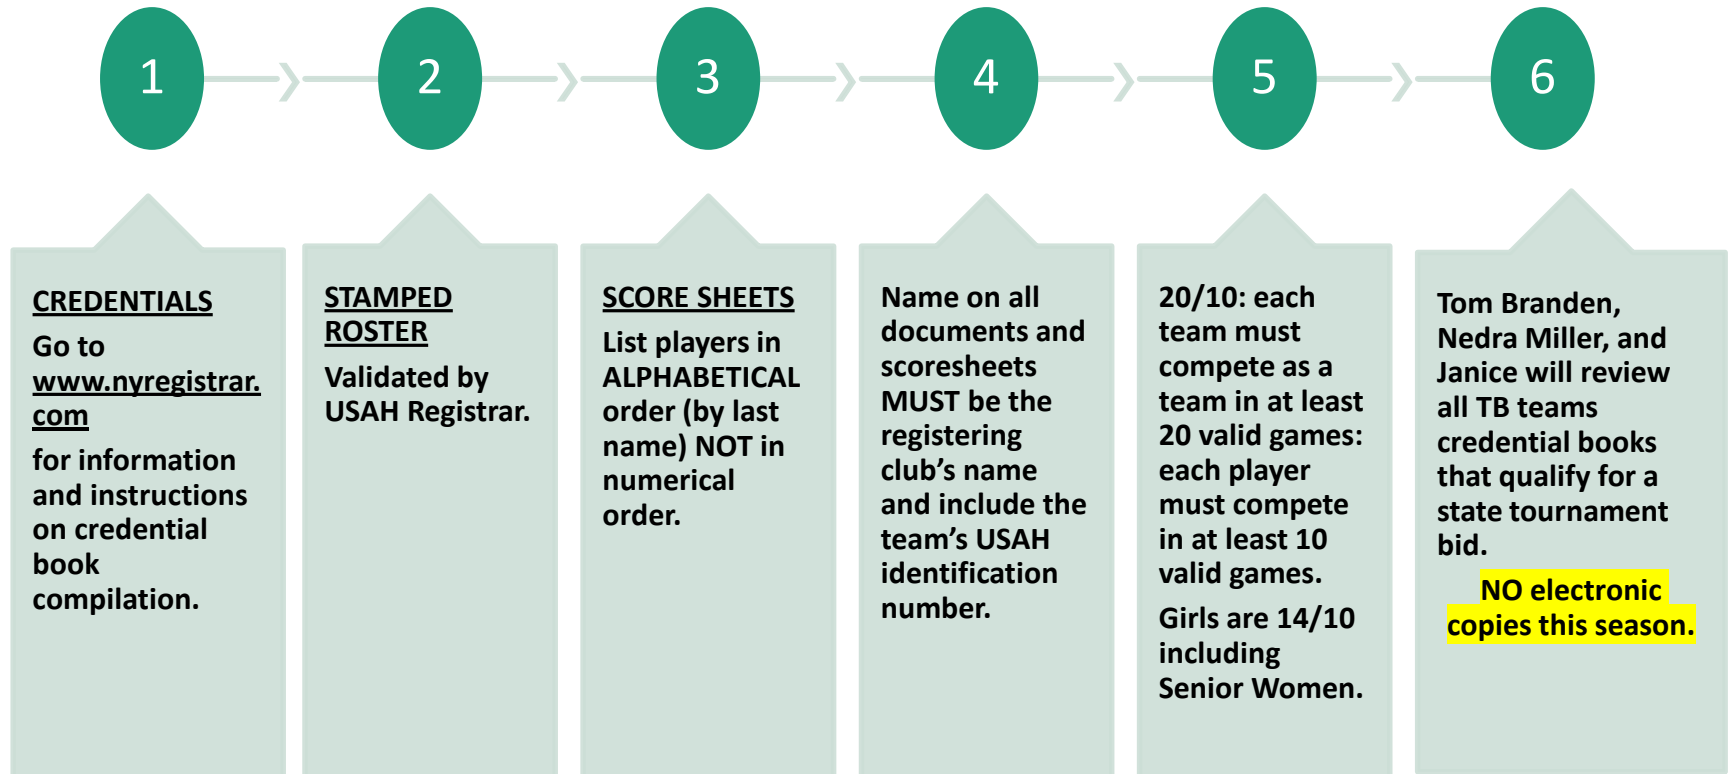 1
2
3
4
5
6
CREDENTIALS
Go to
www.nyregistrar.
com
for information
and instructions
on credential
book
compilation.
STAMPED
ROSTER
Validated by
USAH Registrar.
SCORE SHEETS
List players in
ALPHABETICAL
order (by last
name) NOT in
numerical
order.
Name on all
documents and
scoresheets
MUST be the
registering
club’s name
and include the
team’s USAH
identification
number.
20/10: each
team must
compete as a
team in at least
20 valid games:
each player
must compete
in at least 10
valid games.
Girls are 14/10
including
Senior Women.
Tom Branden,
Nedra Miller, and
Janice will review
all TB teams
credential books
that qualify for a
state tournament
bid.
NO electronic
copies this season.